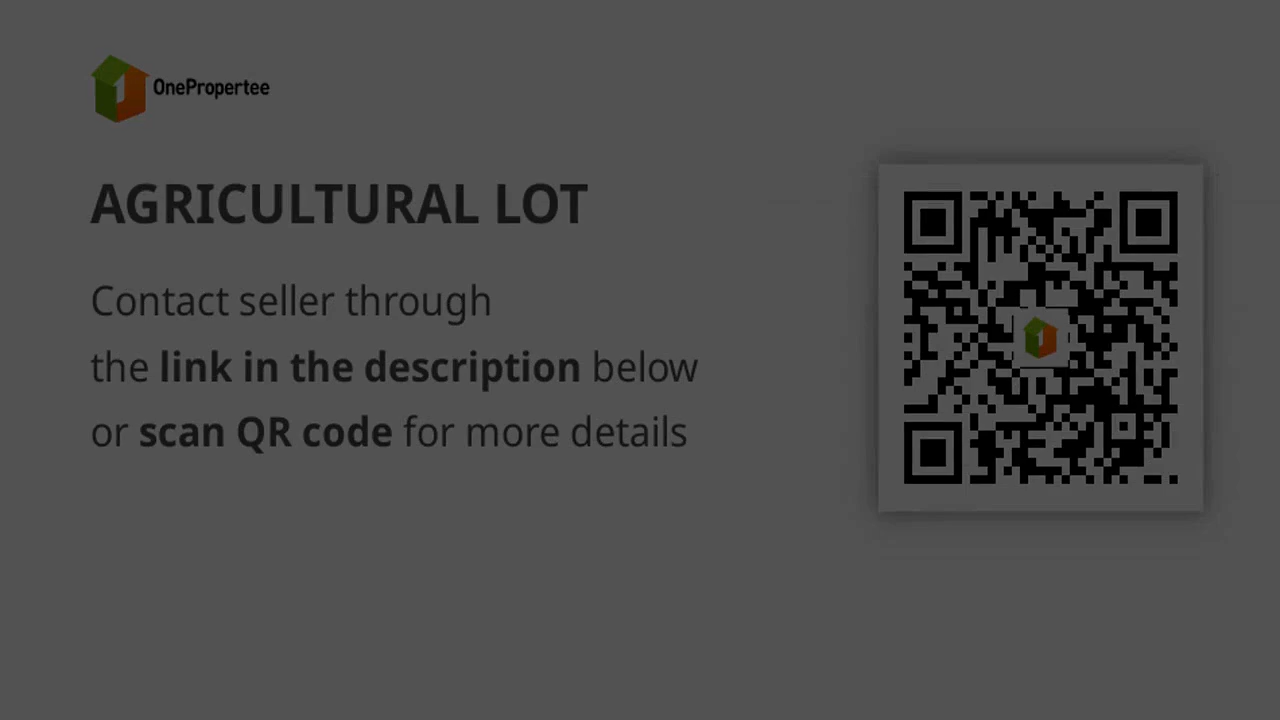 OnePropertee
AGRICULTURAL LOT
Contact seller through
the link in the description below
or scan QR code for more details